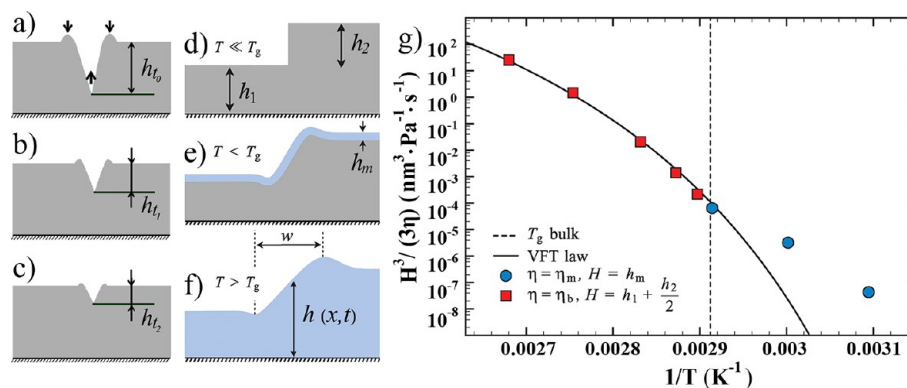 a)
h_{t_0}
b)
h_{t_1}
c)
h_{t_2}
d) T ≪ T_g
h_2
h_1
e) T < T_g
h_m
w
f) T > T_g
h (x,t)
g)
H^3/(3η) (nm^3·Pa^{-1}·s^{-1})
10^2
10^0
10^{-1}
10^{-2}
10^{-3}
10^{-4}
10^{-5}
10^{-6}
10^{-7}
10^{-8}
T_g bulk
VFT law
η = η_m, H = h_m
η = η_b, H = h_1 + h_2/2
0.0027 0.0028 0.0029 0.003 0.0031
1/T (K^{-1})